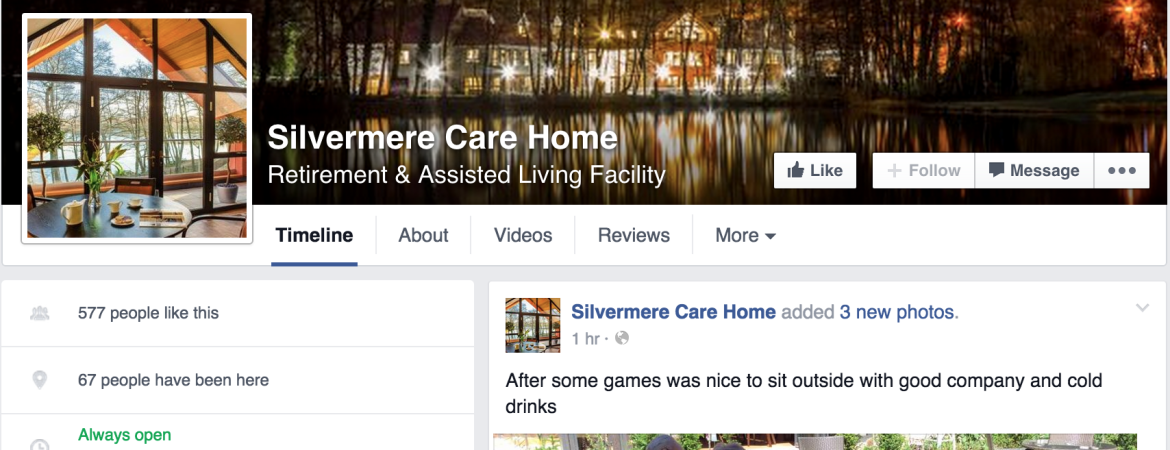 Silvermere Care Home
Retirement & Assisted Living Facility
Like
Follow
Message
Timeline
About
Videos
Reviews
More
577 people like this
67 people have been here
Always open
Silvermere Care Home added 3 new photos.
1 hr ·
After some games was nice to sit outside with good company and cold
drinks